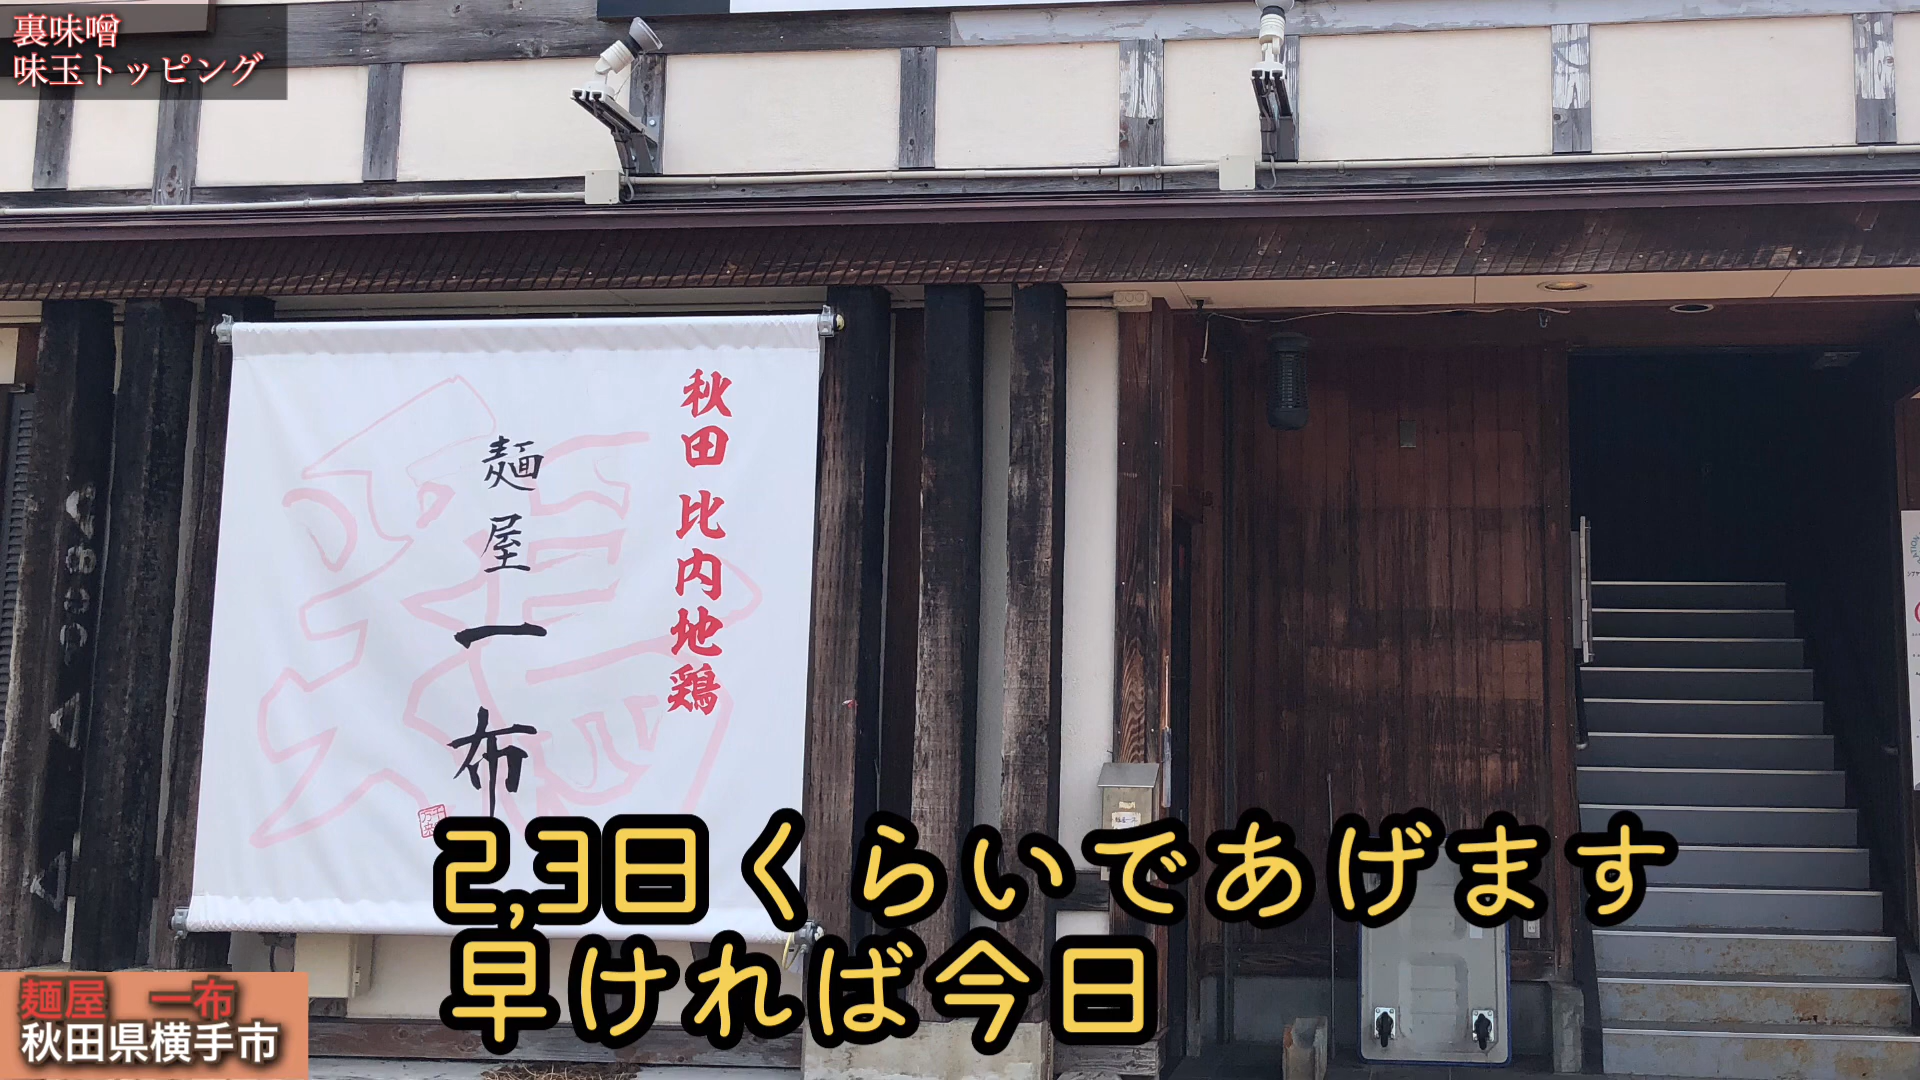 裏味噌
味玉トッピング
秋田 比内地鶏
麺屋一布
2,3日くらいであげます
早ければ今日
麺屋 一布
秋田県横手市